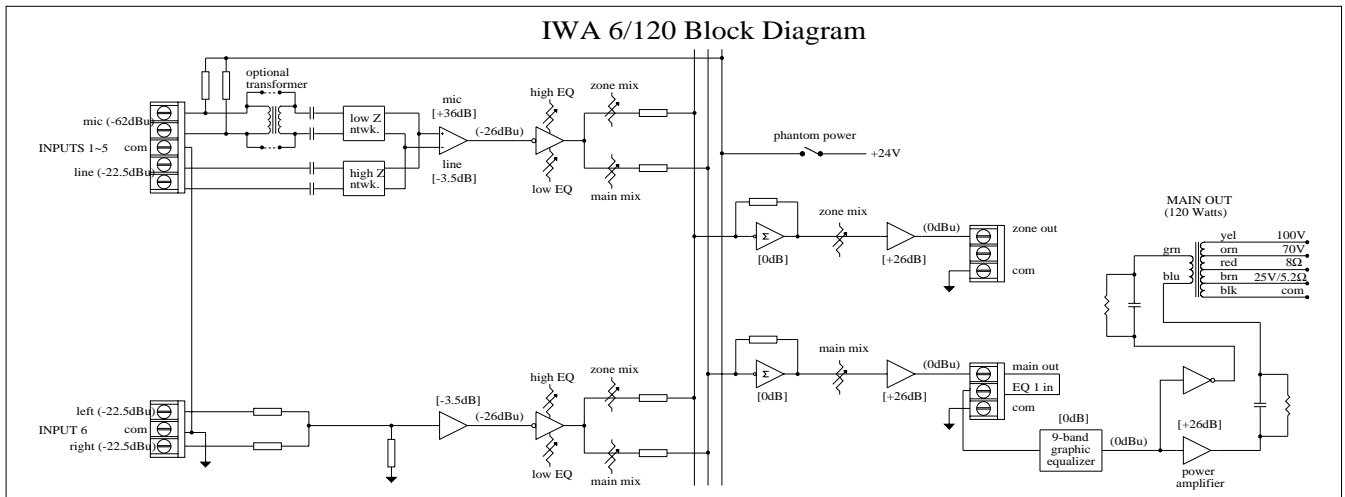 IWA 6/120 Block Diagram
optional
transformer
mic (-62dBu)
INPUTS 1~5
com
line (-22.5dBu)
low Z
ntwk.
high Z
ntwk.
mic
[+36dB]
line
[-3.5dB]
(-26dBu)
high EQ
low EQ
zone mix
main mix
phantom power
+24V
Σ
[0dB]
zone mix
[+26dB]
(0dBu)
zone out
com
MAIN OUT
(120 Watts)
grn
blu
yel 100V
orn 70V
red 8Ω
brn 25V/5.2Ω
blk com
left (-22.5dBu)
INPUT 6
com
right (-22.5dBu)
[-3.5dB]
(-26dBu)
high EQ
low EQ
zone mix
main mix
Σ
[0dB]
main mix
[+26dB]
(0dBu)
main out
EQ 1 in
com
[0dB]
9-band
graphic
equalizer
(0dBu)
[+26dB]
power
amplifier